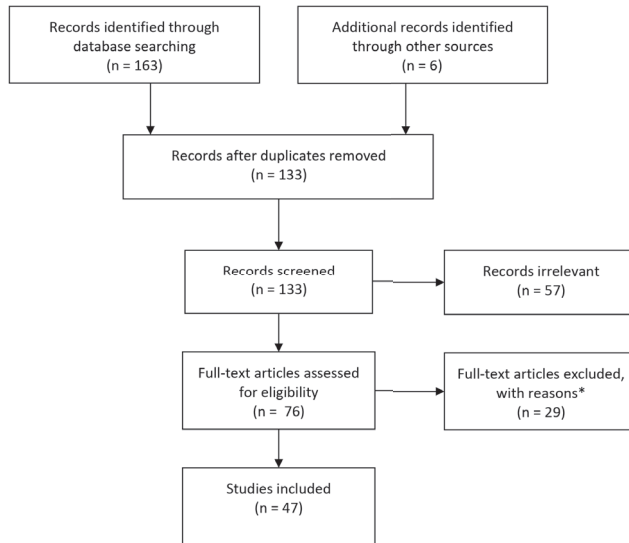 Records identified through
database searching
(n = 163)
Additional records identified
through other sources
(n = 6)
Records after duplicates removed
(n = 133)
Records screened
(n = 133)
Records irrelevant
(n = 57)
Full-text articles assessed
for eligibility
(n = 76)
Full-text articles excluded,
with reasons*
(n = 29)
Studies included
(n = 47)